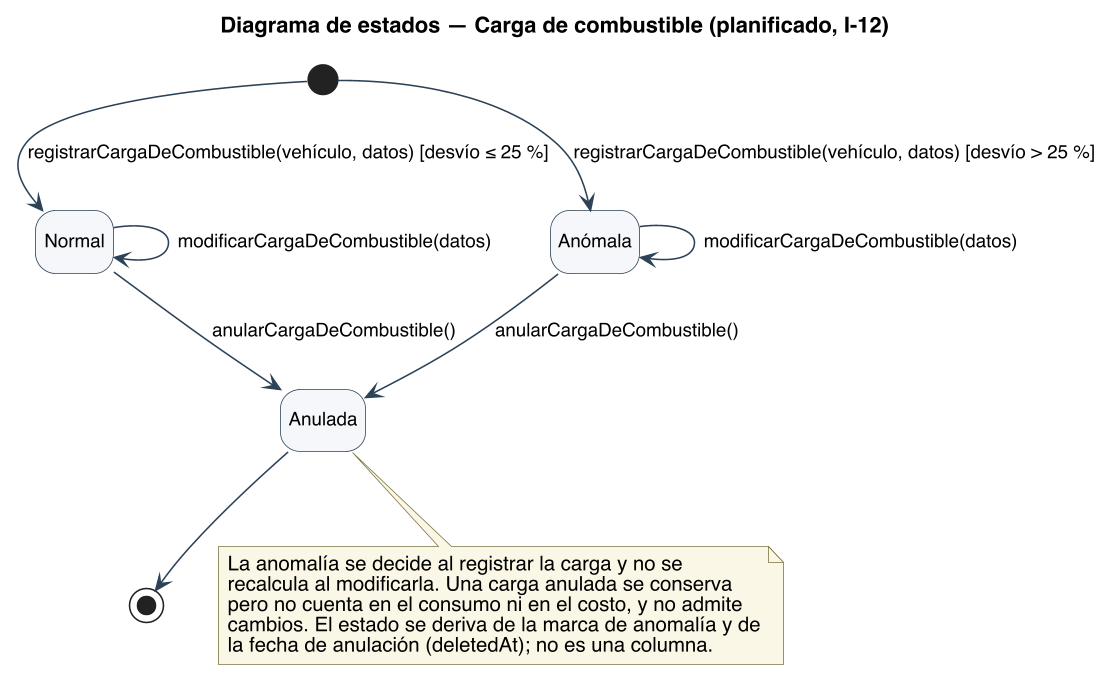 Diagrama de estados — Carga de combustible (planificado, I-12)
registrarCargaDeCombustible(vehículo, datos) [desvío ≤ 25 %]
registrarCargaDeCombustible(vehículo, datos) [desvío > 25 %]
Normal
modificarCargaDeCombustible(datos)
Anómala
modificarCargaDeCombustible(datos)
anularCargaDeCombustible()
anularCargaDeCombustible()
Anulada
La anomalía se decide al registrar la carga y no se
recalcula al modificarla. Una carga anulada se conserva
pero no cuenta en el consumo ni en el costo, y no admite
cambios. El estado se deriva de la marca de anomalía y de
la fecha de anulación (deletedAt); no es una columna.